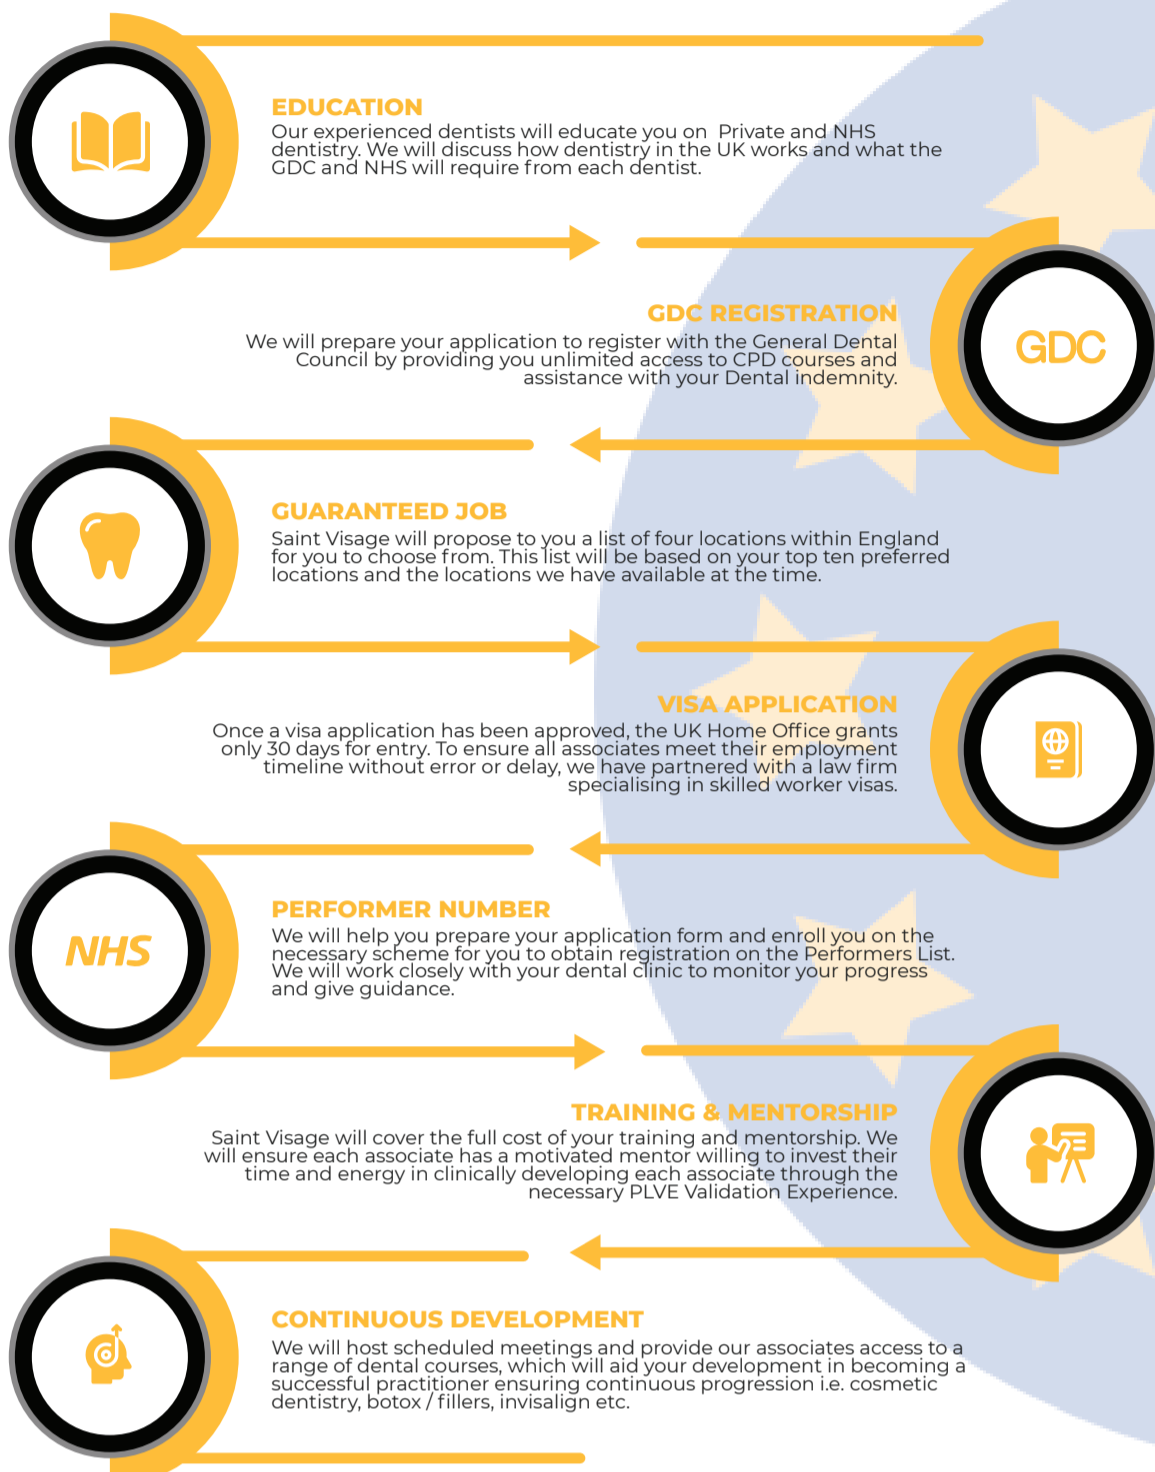 EDUCATION
Our experienced dentists will educate you on  Private and NHS
dentistry. We will discuss how dentistry in the UK works and what the
GDC and NHS will require from each dentist.
GDC REGISTRATION
We will prepare your application to register with the General Dental
Council by providing you unlimited access to CPD courses and
assistance with your Dental indemnity.
GDC
GUARANTEED JOB
Saint Visage will propose to you a list of four locations within England
for you to choose from. This list will be based on your top ten preferred
locations and the locations we have available at the time.
VISA APPLICATION
Once a visa application has been approved, the UK Home Office grants
only 30 days for entry. To ensure all associates meet their employment
timeline without error or delay, we have partnered with a law firm
specialising in skilled worker visas.
NHS
PERFORMER NUMBER
We will help you prepare your application form and enroll you on the
necessary scheme for you to obtain registration on the Performers List.
We will work closely with your dental clinic to monitor your progress
and give guidance.
TRAINING & MENTORSHIP
Saint Visage will cover the full cost of your training and mentorship. We
will ensure each associate has a motivated mentor willing to invest their
time and energy in clinically developing each associate through the
necessary PLVE Validation Experience.
CONTINUOUS DEVELOPMENT
We will host scheduled meetings and provide our associates access to a
range of dental courses, which will aid your development in becoming a
successful practitioner ensuring continuous progression i.e. cosmetic
dentistry, botox / fillers, invisalign etc.